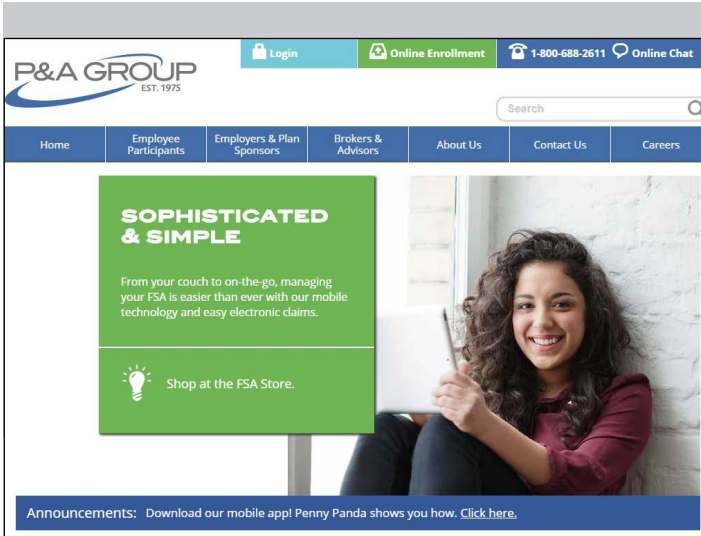 P&A GROUP
EST. 1975
Login
Online Enrollment
1-800-688-2611
Online Chat
Search
Home
Employee
Participants
Employers & Plan
Sponsors
Brokers &
Advisors
About Us
Contact Us
Careers
SOPHISTICATED
& SIMPLE
From your couch to on-the-go, managing
your FSA is easier than ever with our mobile
technology and easy electronic claims.
Shop at the FSA Store.
Announcements: Download our mobile app! Penny Panda shows you how. Click here.